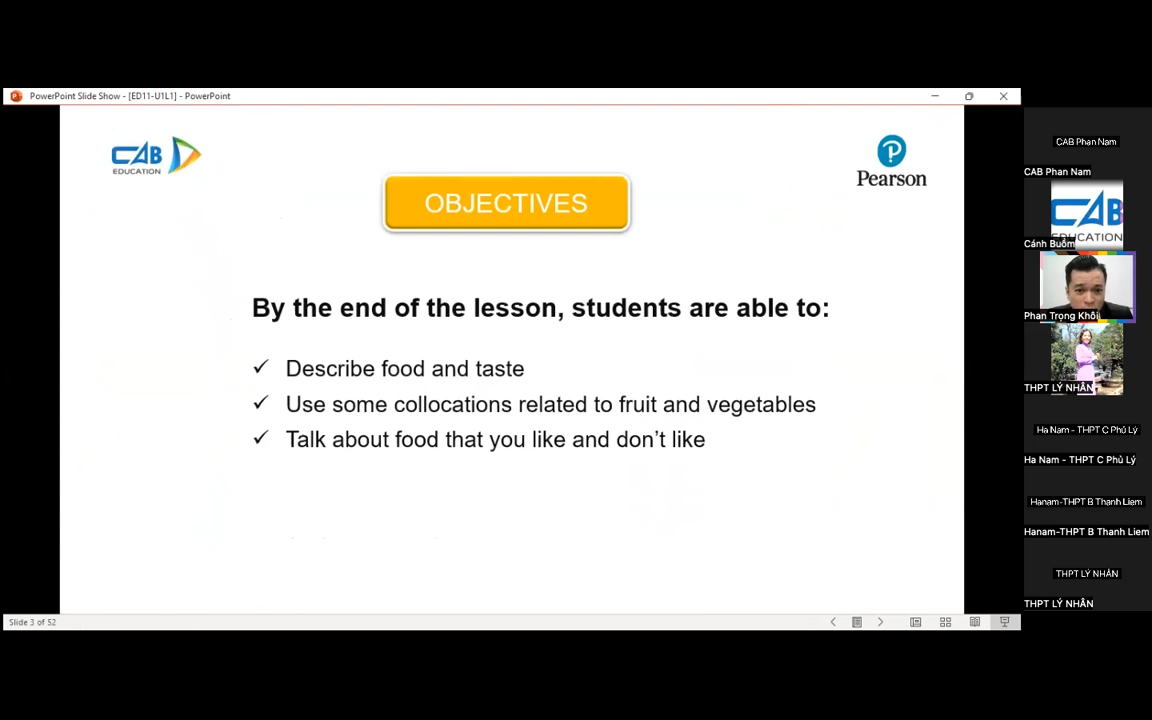 PowerPoint Slide Show - [ED11-U1L1] - PowerPoint
CAB
EDUCATION
Pearson
OBJECTIVES
By the end of the lesson, students are able to:
Describe food and taste
Use some collocations related to fruit and vegetables
Talk about food that you like and don’t like
Slide 3 of 52
CAB Phan Nam
CAB Phan Nam
CAB
EDUCATION
Cánh Buồm
Phan Trọng Khôi
THPT LÝ NHÂN
Ha Nam - THPT C Phủ Lý
Ha Nam - THPT C Phủ Lý
Hanam-THPT B Thanh Liem
Hanam-THPT B Thanh Liem
THPT LÝ NHÂN
THPT LÝ NHÂN